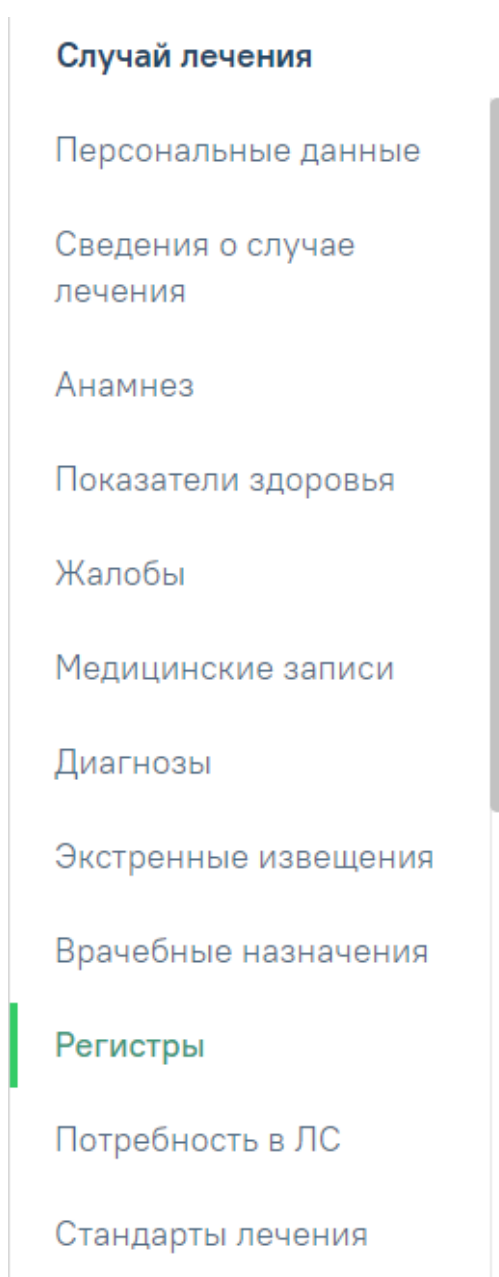 Случай лечения
Персональные данные
Сведения о случае
лечения
Анамнез
Показатели здоровья
Жалобы
Медицинские записи
Диагнозы
Экстренные извещения
Врачебные назначения
Регистры
Потребность в ЛС
Стандарты лечения